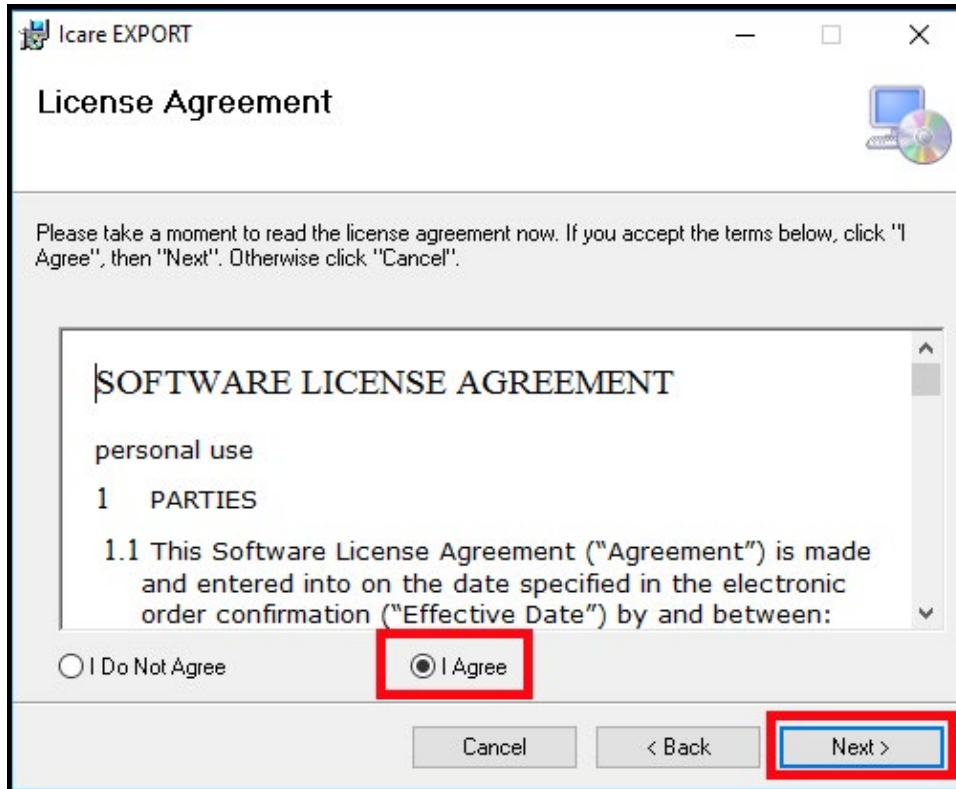 Icare EXPORT
License Agreement
Please take a moment to read the license agreement now. If you accept the terms below, click "I
Agree", then "Next". Otherwise click "Cancel".
SOFTWARE LICENSE AGREEMENT
personal use
1 PARTIES
1.1 This Software License Agreement (“Agreement”) is made
and entered into on the date specified in the electronic
order confirmation (“Effective Date”) by and between:
I Do Not Agree
I Agree
Cancel
< Back
Next >